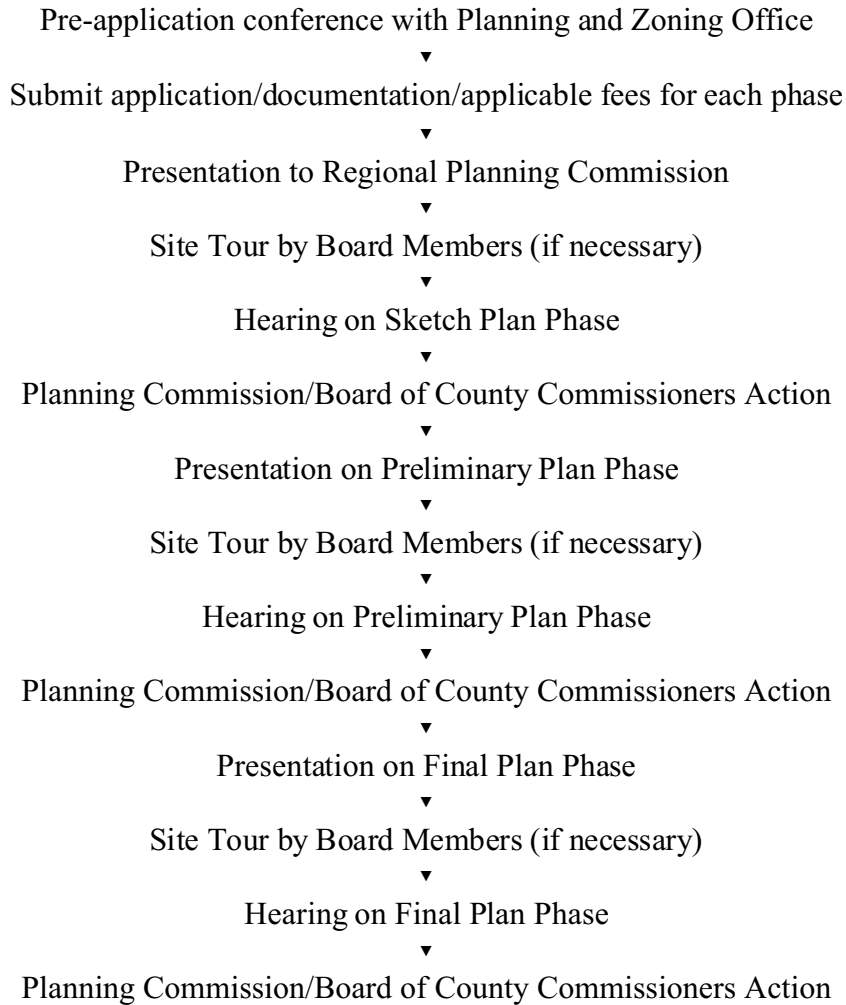 Pre-application conference with Planning and Zoning Office
▼
Submit application/documentation/applicable fees for each phase
▼
Presentation to Regional Planning Commission
▼
Site Tour by Board Members (if necessary)
▼
Hearing on Sketch Plan Phase
▼
Planning Commission/Board of County Commissioners Action
▼
Presentation on Preliminary Plan Phase
▼
Site Tour by Board Members (if necessary)
▼
Hearing on Preliminary Plan Phase
▼
Planning Commission/Board of County Commissioners Action
▼
Presentation on Final Plan Phase
▼
Site Tour by Board Members (if necessary)
▼
Hearing on Final Plan Phase
▼
Planning Commission/Board of County Commissioners Action